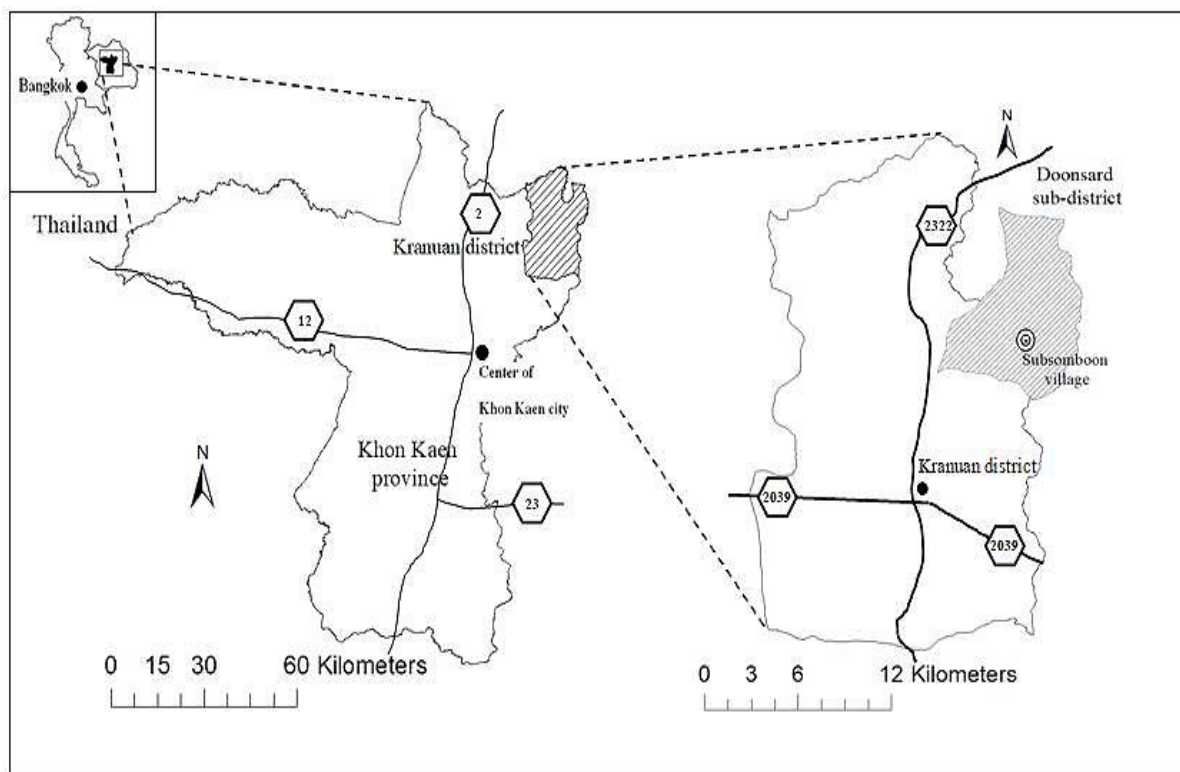 Bangkok
Thailand
2
Kranuan district
12
Center of
Khon Kaen city
N
Khon Kaen
province
23
0 15 30 60 Kilometers
N
Doonsard
sub-district
2322
Subsomboon
village
Kranuan district
2039
2039
0 3 6 12 Kilometers